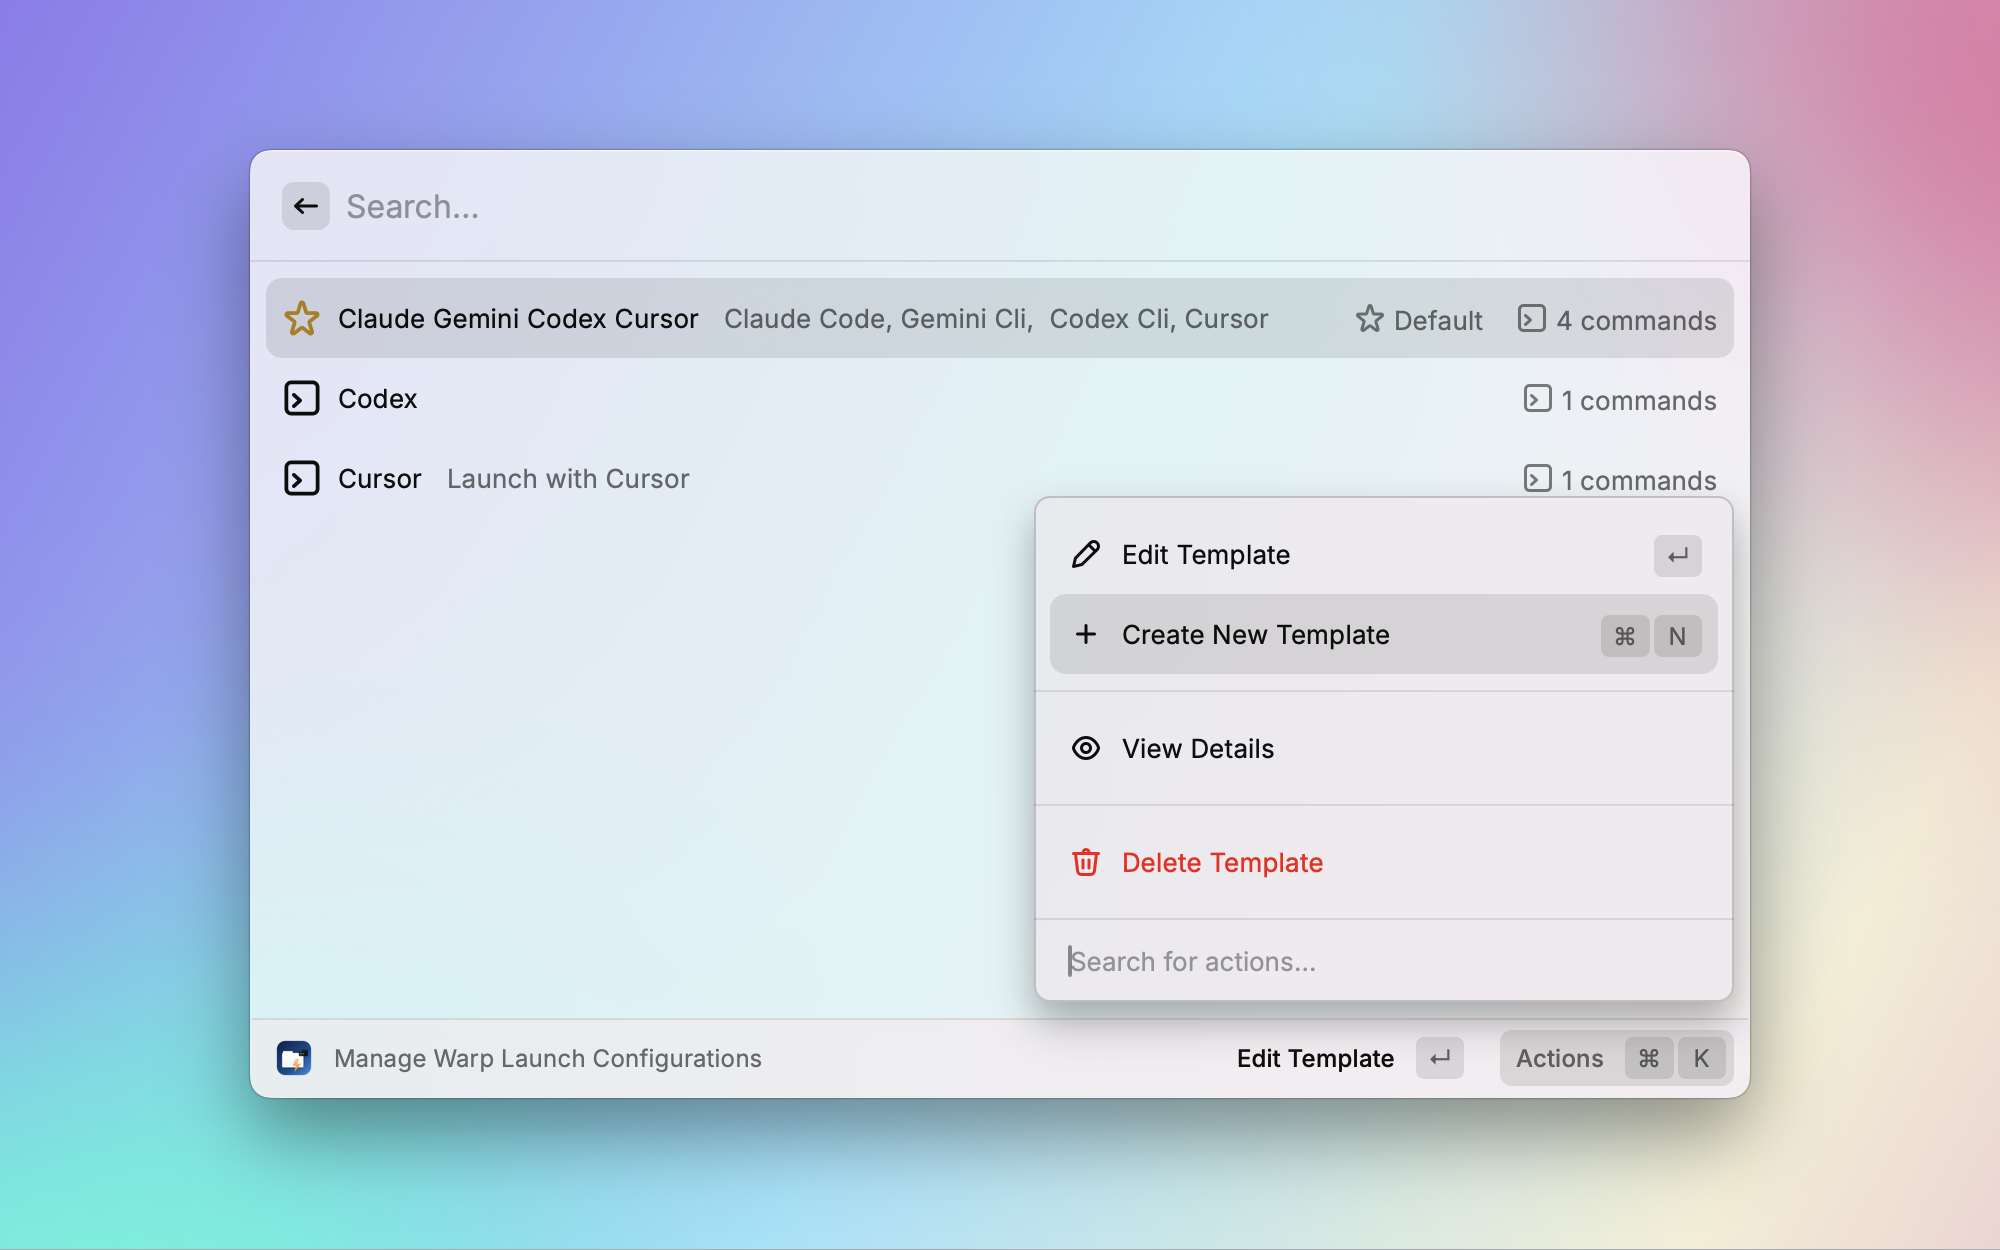 Search...
Claude Gemini Codex Cursor Claude Code, Gemini Cli, Codex Cli, Cursor Default 4 commands
Codex 1 commands
Cursor Launch with Cursor 1 commands
Edit Template ↵
Create New Template ⌘ N
View Details
Delete Template
Search for actions...
Manage Warp Launch Configurations Edit Template ↵ Actions ⌘ K